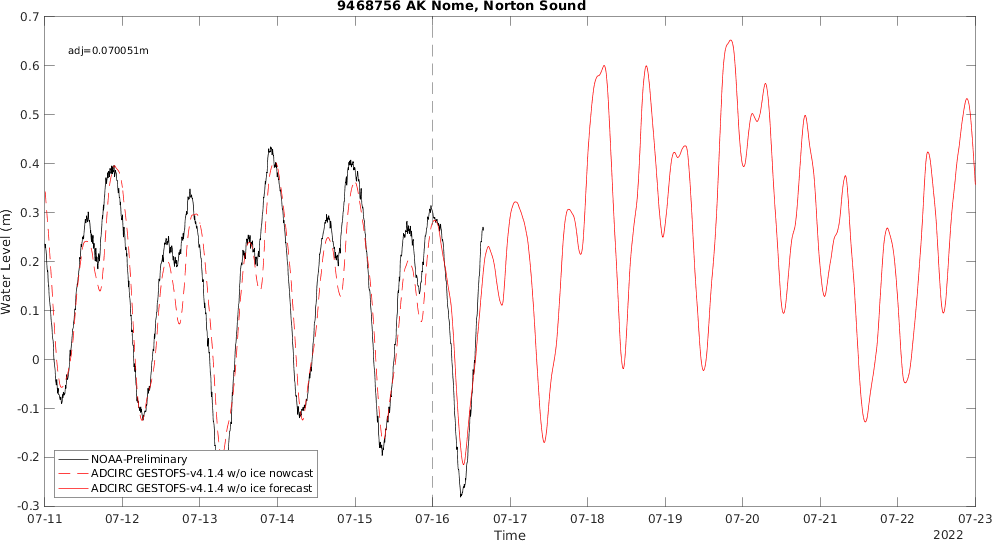 9468756 AK Nome, Norton Sound
adj=0.070051m
0.7
0.6
0.5
0.4
0.3
0.2
0.1
0
-0.1
-0.2
-0.3
Water Level (m)
NOAA-Preliminary
ADCIRC GESTOFS-v4.1.4 w/o ice nowcast
ADCIRC GESTOFS-v4.1.4 w/o ice forecast
07-11 07-12 07-13 07-14 07-15 07-16 07-17 07-18 07-19 07-20 07-21 07-22 07-23
Time
2022